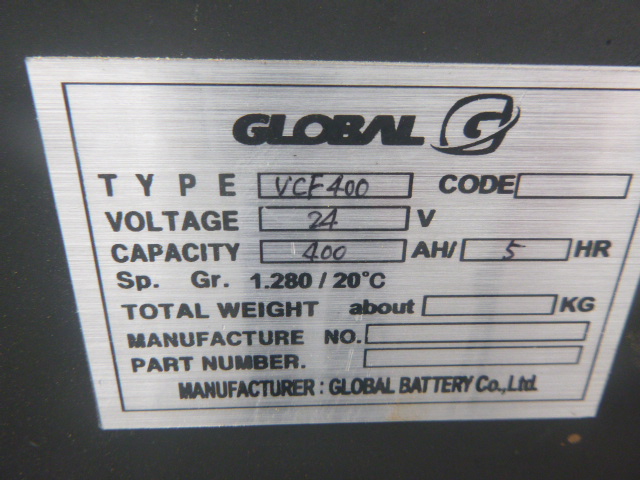 GLOBAL G
TYPE VCF400 CODE
VOLTAGE 24 V
CAPACITY 400 AH/ 5 HR
Sp. Gr. 1.280 / 20°C
TOTAL WEIGHT about KG
MANUFACTURE NO.
PART NUMBER.
MANUFACTURER : GLOBAL BATTERY Co.,Ltd.